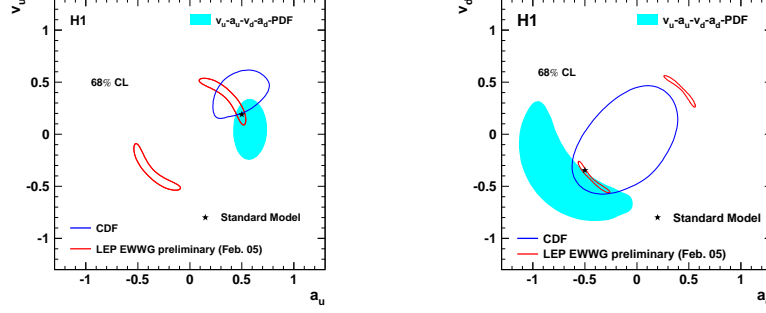 v_u
H1
v_u-a_u-v_d-a_d-PDF
1
68% CL
0.5
0
-0.5
Standard Model
-1
CDF
LEP EWWG preliminary (Feb. 05)
-1 -0.5 0 0.5 1
a_u
v_d
H1
v_u-a_u-v_d-a_d-PDF
1
68% CL
0.5
0
-0.5
Standard Model
-1
CDF
LEP EWWG preliminary (Feb. 05)
-1 -0.5 0 0.5 1
a